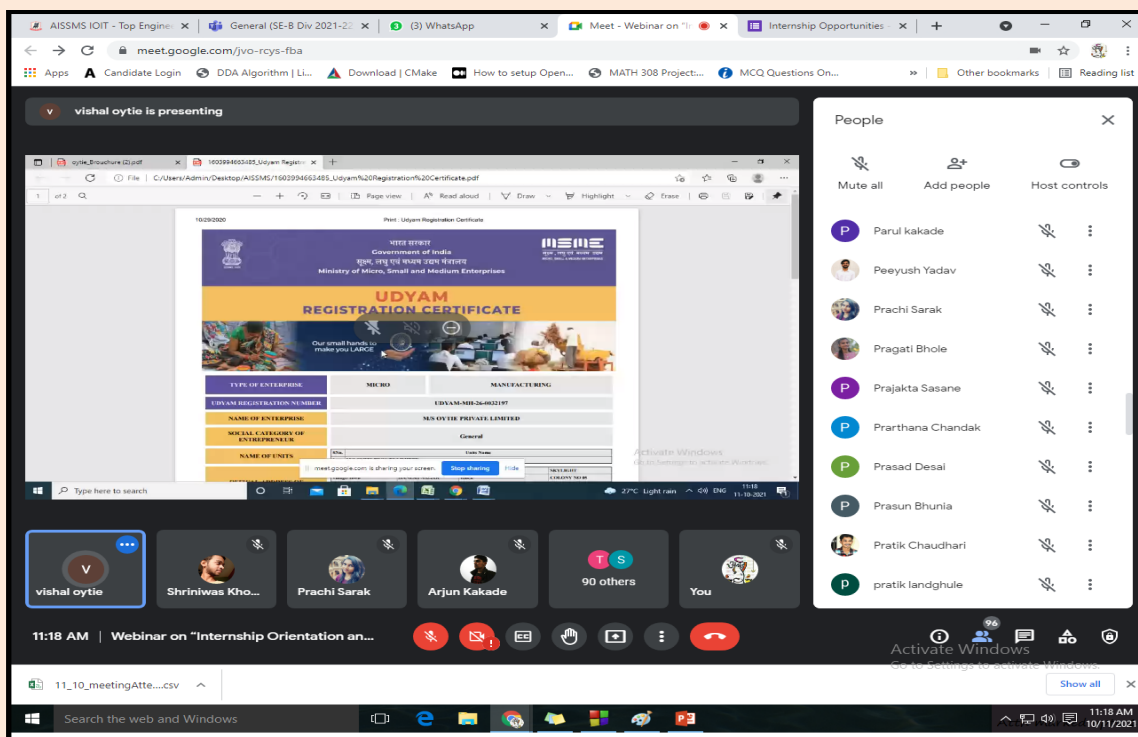 AISSMS IOIT - Top Engine
General (SE-B Div 2021-22
(3) WhatsApp
Meet - Webinar on "In
Internship Opportunities -
meet.google.com/jvo-rcys-fba
Apps
Candidate Login
DDA Algorithm | Li...
Download | CMake
How to setup Open...
MATH 308 Project:...
MCQ Questions On...
Other bookmarks
Reading list
vishal oytie is presenting
oytie_Brouchure (2).pdf
1603994663485_Udyam Registr
File | C:/Users/Admin/Desktop/AISSMS/1603994663485_Udyam%20Registration%20Certificate.pdf
1 of 2
Page view
Read aloud
Draw
Highlight
Erase
10/29/2020
Print : Udyam Registration Certificate
भारत सरकार
Government of India
सूक्ष्म, लघु एवं मध्यम उद्यम मंत्रालय
Ministry of Micro, Small and Medium Enterprises
MSME
UDYAM
REGISTRATION CERTIFICATE
Our small hands to
make you LARGE
TYPE OF ENTERPRISE
MICRO
MANUFACTURING
UDYAM REGISTRATION NUMBER
UDYAM-MH-26-0032197
NAME OF ENTERPRISE
M/S OYTIE PRIVATE LIMITED
SOCIAL CATEGORY OF
ENTREPRENEUR
General
NAME OF UNITS
SNo.
Unit Name
meet.google.com is sharing your screen.
Stop sharing
Hide
SKYLIGHT
COLONY NO 09
Activate Windows
Go to Settings to activate Windows.
Type here to search
27°C Light rain
ENG
11:18
11-10-2021
People
Mute all
Add people
Host controls
P
Parul kakade
Peeyush Yadav
Prachi Sarak
Pragati Bhole
P
Prajakta Sasane
P
Prarthana Chandak
P
Prasad Desai
P
Prasun Bhunia
Pratik Chaudhari
p
pratik landghule
V
vishal oytie
Shriniwas Kho...
Prachi Sarak
Arjun Kakade
T
S
90 others
You
11:18 AM | Webinar on "Internship Orientation an...
96
Activate Windows
Go to Settings to activate Windows.
11_10_meetingAtte....csv
Show all
Search the web and Windows
11:18 AM
10/11/2021